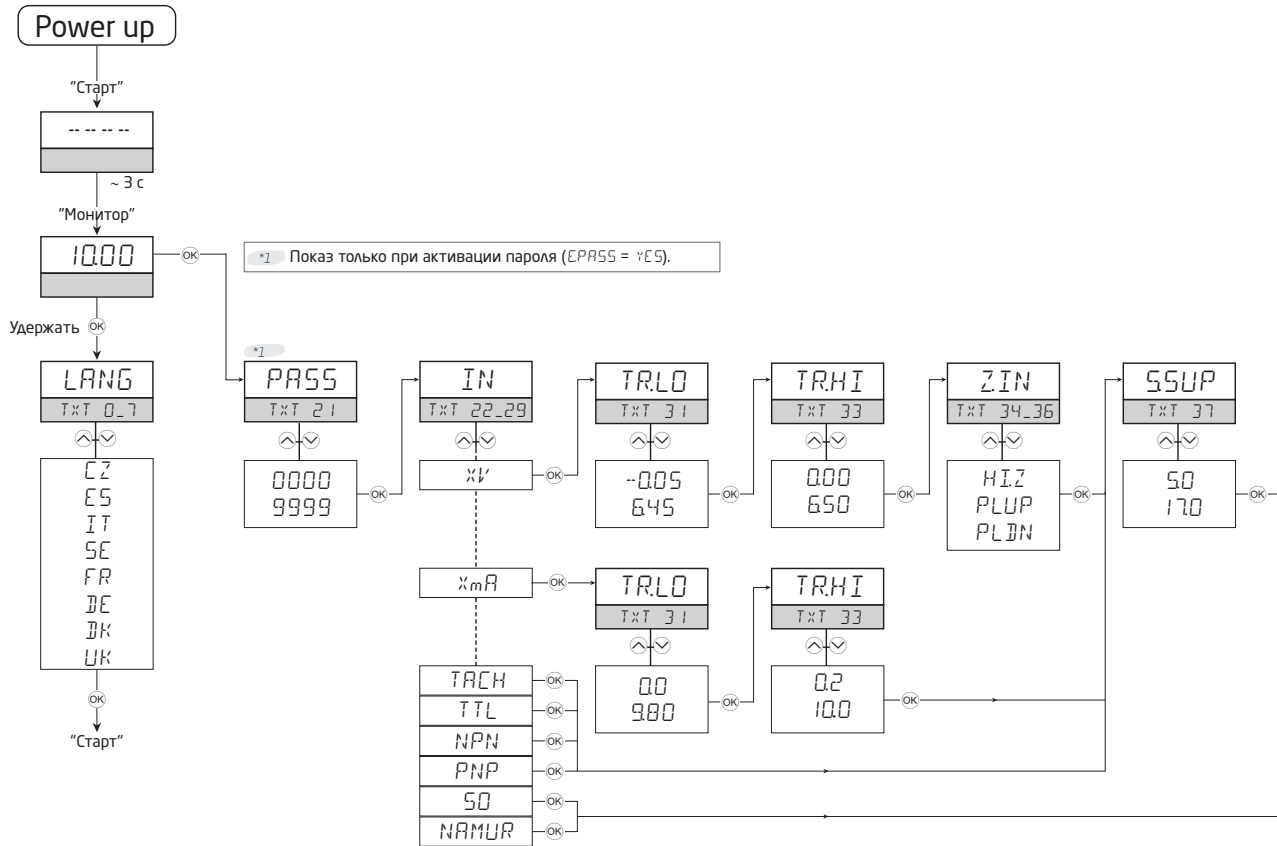 Power up
"Старт"
-- -- -- --
~ 3 с
"Монитор"
10.00
OK
*1 Показ только при активации пароля (EPASS = YES).
Удержать OK
LANG
TXT 0_7
CZ
ES
IT
SE
FR
DE
DK
UK
OK
"Старт"
*1
PASS
TXT 21
0000
9999
OK
IN
TXT 22_29
XV
OK
TR.LO
TXT 31
-0.05
6.45
OK
TR.HI
TXT 33
0.00
6.50
OK
Z.IN
TXT 34_36
HI.Z
PLUP
PLDN
OK
S.SUP
TXT 37
5.0
17.0
OK
XmA
OK
TR.LO
TXT 31
0.0
9.80
OK
TR.HI
TXT 33
0.2
10.0
OK
TACH OK
TTL OK
NPN OK
PNP OK
S0 OK
NAMUR OK